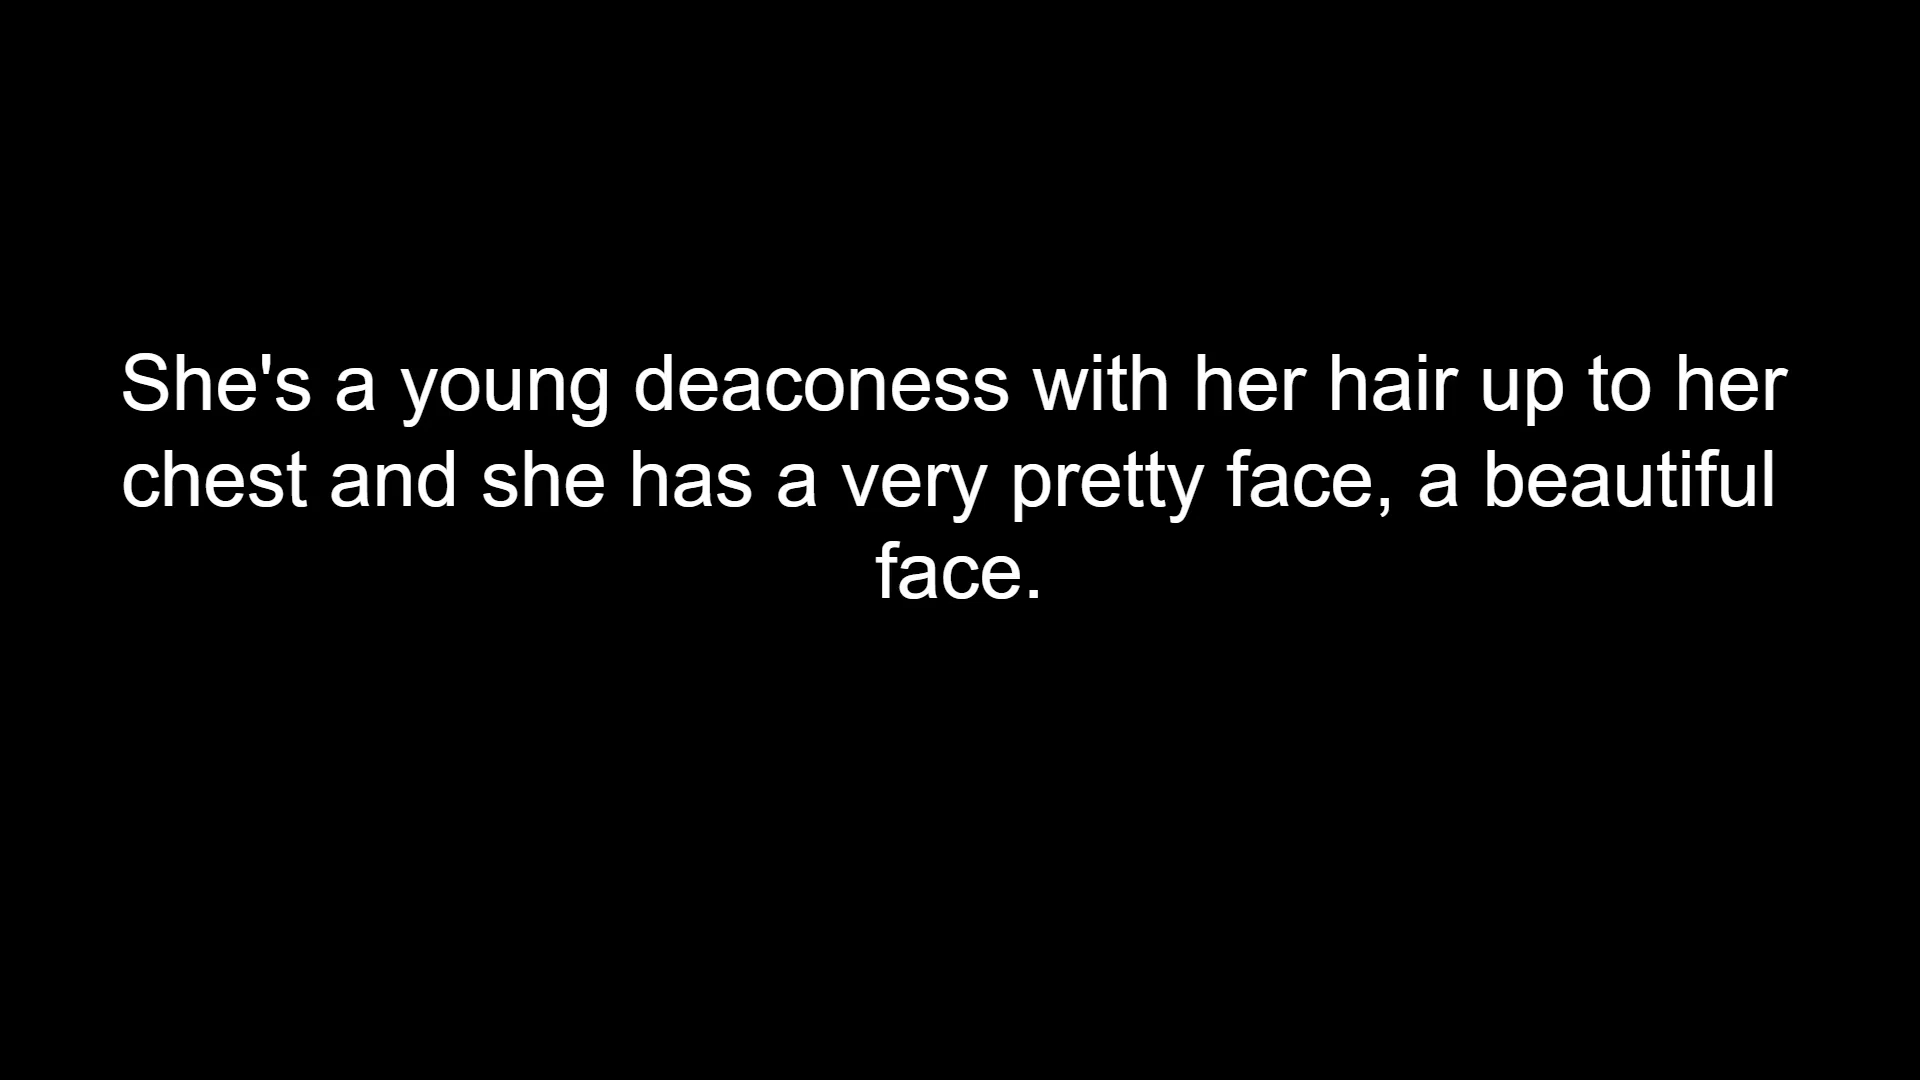 She's a young deaconess with her hair up to her
chest and she has a very pretty face, a beautiful
face.